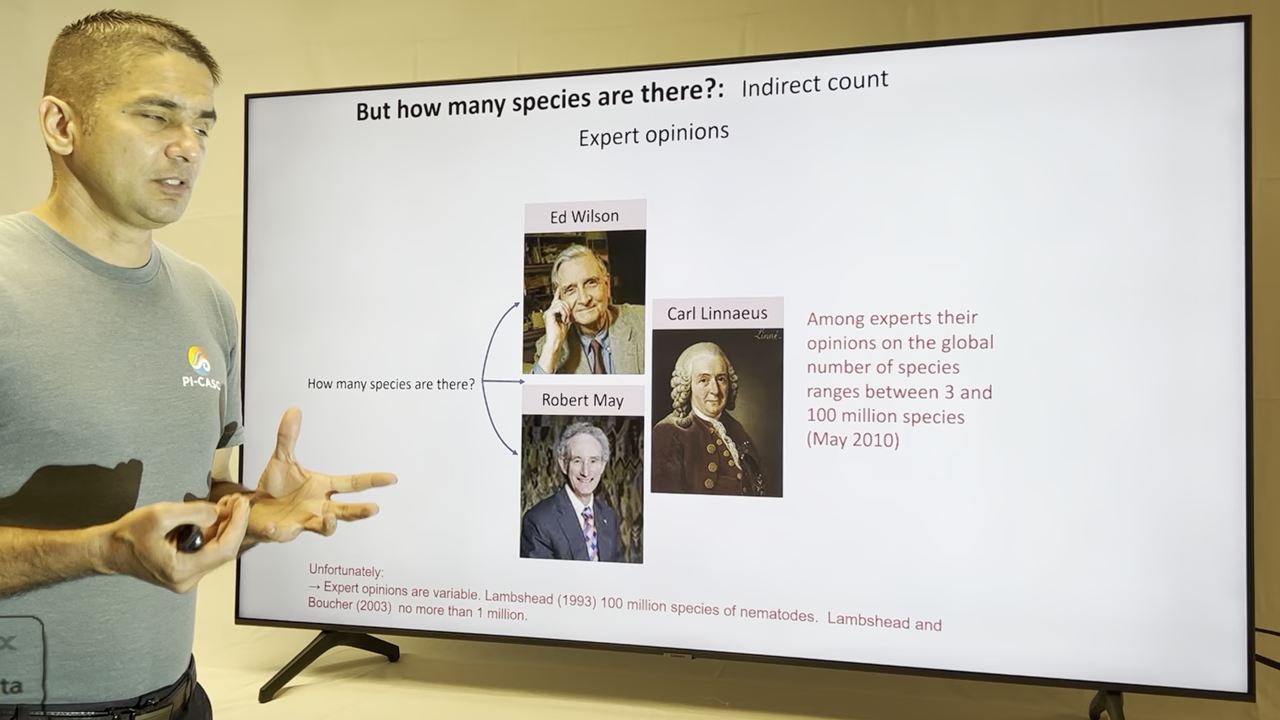 But how many species are there?: Indirect count
Expert opinions
Ed Wilson
Carl Linnaeus
Linné
How many species are there?
Robert May
Among experts their
opinions on the global
number of species
ranges between 3 and
100 million species
(May 2010)
Unfortunately:
→ Expert opinions are variable. Lambshead (1993) 100 million species of nematodes. Lambshead and
Boucher (2003) no more than 1 million.
PI-CASC
x
ta